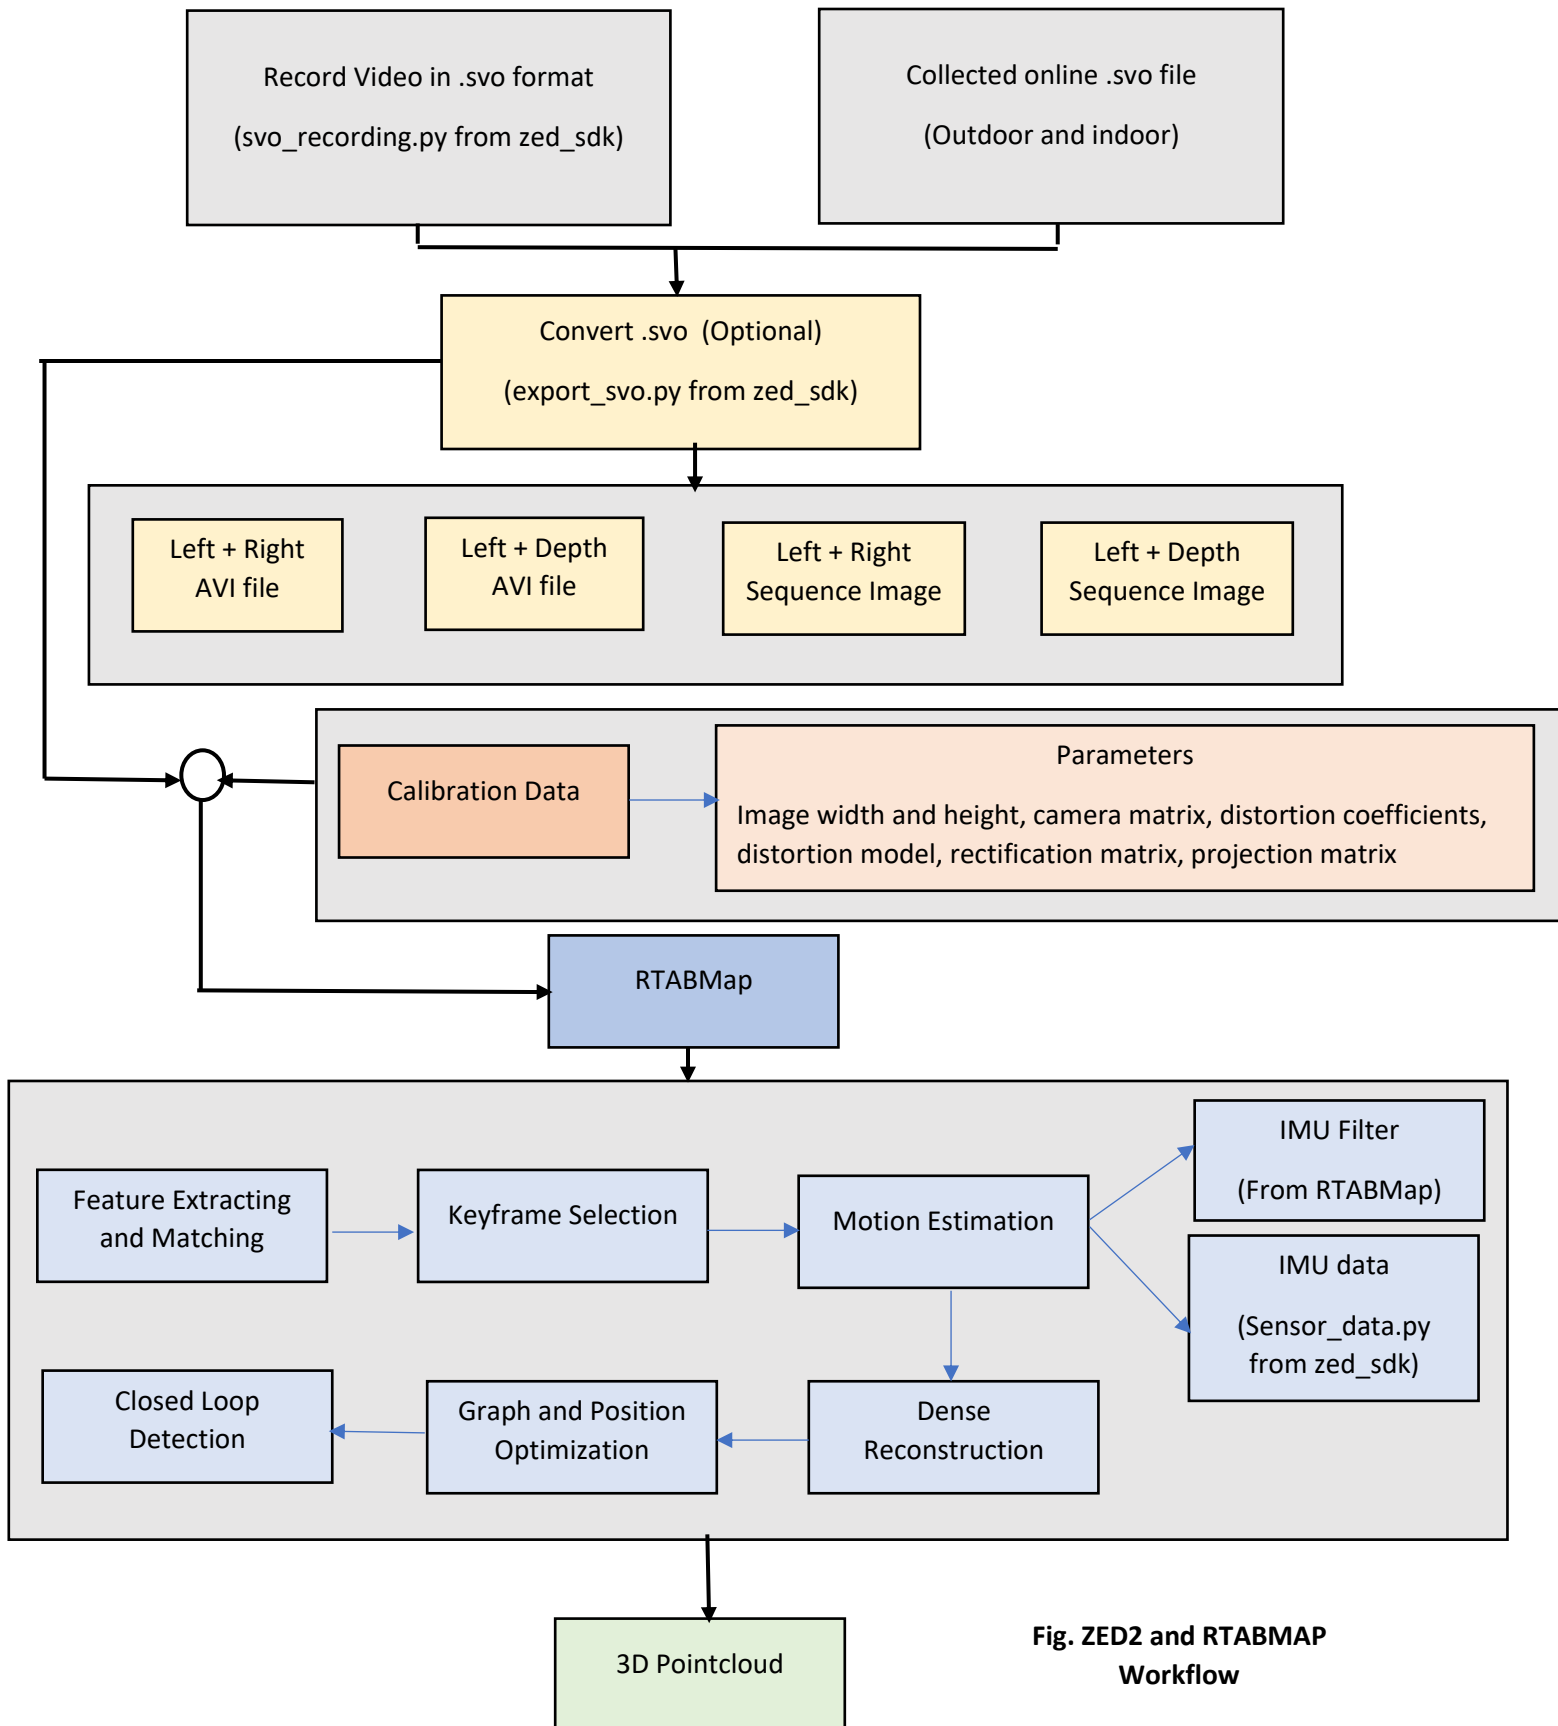 Record Video in .svo format
(svo_recording.py from zed_sdk)
Collected online .svo file
(Outdoor and indoor)
Convert .svo  (Optional)
(export_svo.py from zed_sdk)
Left + Right
AVI file
Left + Depth
AVI file
Left + Right
Sequence Image
Left + Depth
Sequence Image
Calibration Data
Parameters
Image width and height, camera matrix, distortion coefficients,
distortion model, rectification matrix, projection matrix
RTABMap
Feature Extracting
and Matching
Keyframe Selection
Motion Estimation
IMU Filter
(From RTABMap)
IMU data
(Sensor_data.py
from zed_sdk)
Closed Loop
Detection
Graph and Position
Optimization
Dense
Reconstruction
3D Pointcloud
Fig. ZED2 and RTABMAP
Workflow